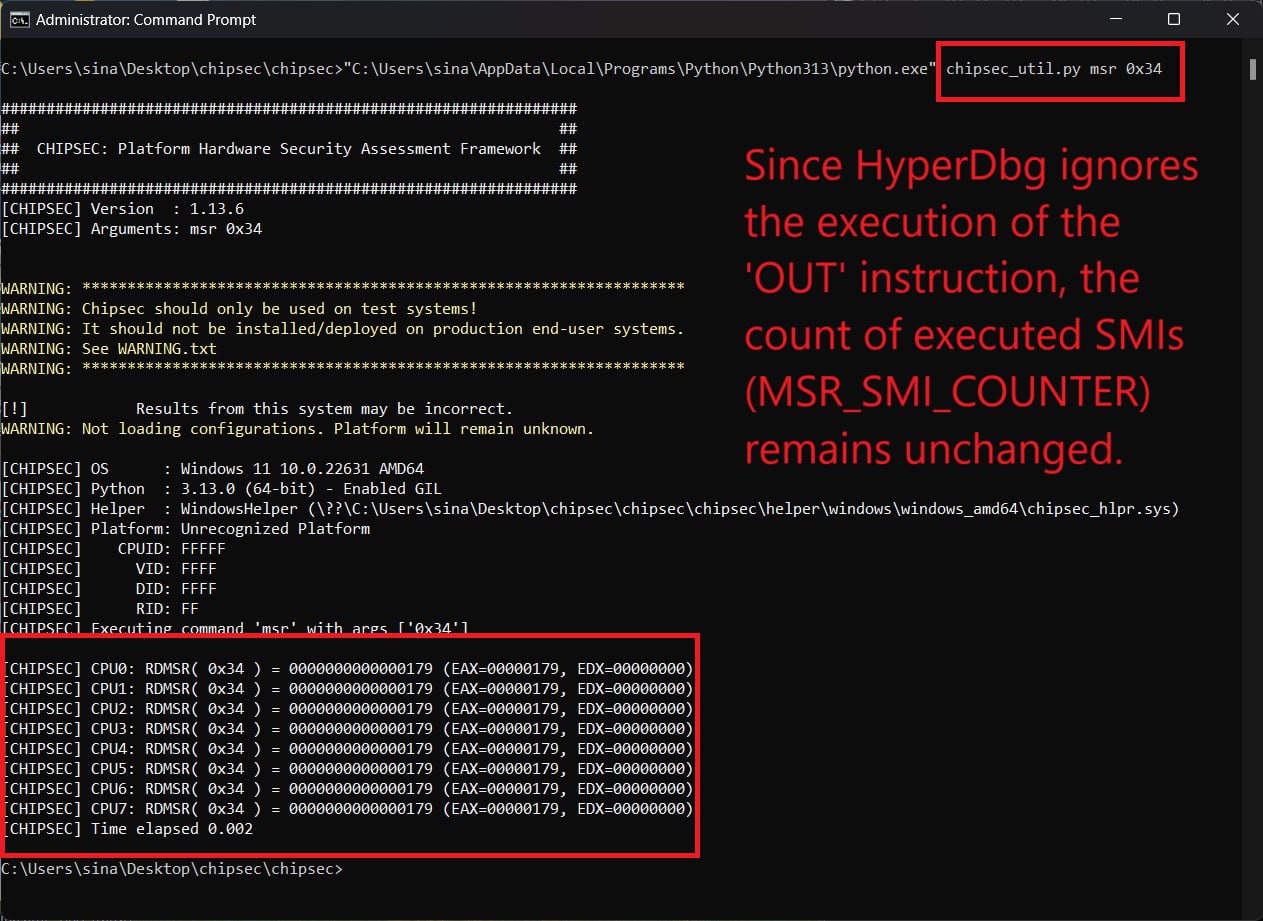 Administrator: Command Prompt
C:\Users\sina\Desktop\chipsec\chipsec>"C:\Users\sina\AppData\Local\Programs\Python\Python313\python.exe" chipsec_util.py msr 0x34
################################################################
##                                                            ##
##  CHIPSEC: Platform Hardware Security Assessment Framework  ##
##                                                            ##
################################################################
[CHIPSEC] Version  : 1.13.6
[CHIPSEC] Arguments: msr 0x34
WARNING: *******************************************************************
WARNING: Chipsec should only be used on test systems!
WARNING: It should not be installed/deployed on production end-user systems.
WARNING: See WARNING.txt
WARNING: *******************************************************************
[!]            Results from this system may be incorrect.
WARNING: Not loading configurations. Platform will remain unknown.
[CHIPSEC] OS      : Windows 11 10.0.22631 AMD64
[CHIPSEC] Python  : 3.13.0 (64-bit) - Enabled GIL
[CHIPSEC] Helper  : WindowsHelper (\??\C:\Users\sina\Desktop\chipsec\chipsec\chipsec\helper\windows\windows_amd64\chipsec_hlpr.sys)
[CHIPSEC] Platform: Unrecognized Platform
[CHIPSEC]    CPUID: FFFFF
[CHIPSEC]      VID: FFFF
[CHIPSEC]      DID: FFFF
[CHIPSEC]      RID: FF
[CHIPSEC] Executing command 'msr' with args ['0x34']
[CHIPSEC] CPU0: RDMSR( 0x34 ) = 0000000000000179 (EAX=00000179, EDX=00000000)
[CHIPSEC] CPU1: RDMSR( 0x34 ) = 0000000000000179 (EAX=00000179, EDX=00000000)
[CHIPSEC] CPU2: RDMSR( 0x34 ) = 0000000000000179 (EAX=00000179, EDX=00000000)
[CHIPSEC] CPU3: RDMSR( 0x34 ) = 0000000000000179 (EAX=00000179, EDX=00000000)
[CHIPSEC] CPU4: RDMSR( 0x34 ) = 0000000000000179 (EAX=00000179, EDX=00000000)
[CHIPSEC] CPU5: RDMSR( 0x34 ) = 0000000000000179 (EAX=00000179, EDX=00000000)
[CHIPSEC] CPU6: RDMSR( 0x34 ) = 0000000000000179 (EAX=00000179, EDX=00000000)
[CHIPSEC] CPU7: RDMSR( 0x34 ) = 0000000000000179 (EAX=00000179, EDX=00000000)
[CHIPSEC] Time elapsed 0.002
C:\Users\sina\Desktop\chipsec\chipsec>
Since HyperDbg ignores
the execution of the
'OUT' instruction, the
count of executed SMIs
(MSR_SMI_COUNTER)
remains unchanged.